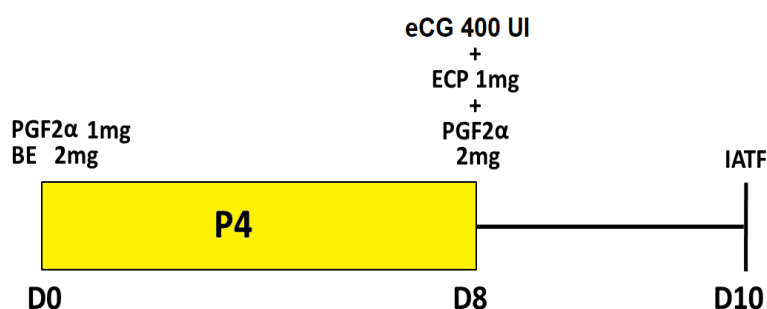 eCG 400 UI
+
ECP 1mg
+
PGF2α
2mg
PGF2α 1mg
BE 2mg
IATF
P4
D0
D8
D10